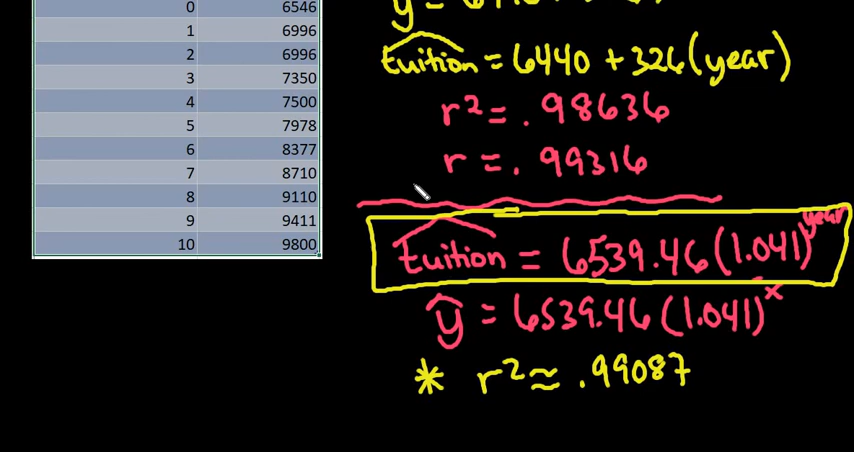 0 6546
1 6996
2 6996
3 7350
4 7500
5 7978
6 8377
7 8710
8 9110
9 9411
10 9800
tuition = 6440 + 326(year)
r² = .98636
r = .99316
tuition = 6539.46(1.041)^year
ŷ = 6539.46(1.041)^x
* r² ≈ .99087